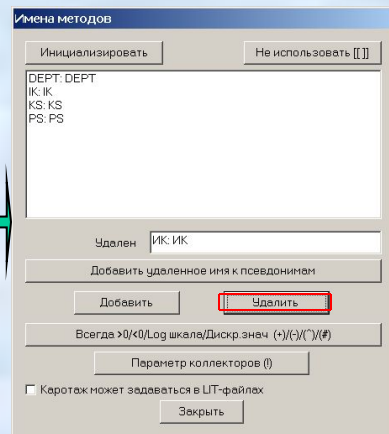 Имена методов
Инициализировать
Не использовать [[ ]]
DEPT: DEPT
IK: IK
KS: KS
PS: PS
Удален ИК: ИК
Добавить удаленное имя к псевдонимам
Добавить
Удалить
Всегда >0/<0/Log шкала/Дискр.знач (+)/(-)/(^)/(#)
Параметр коллекторов (!)
Каротаж может задаваться в LIT-файлах
Закрыть